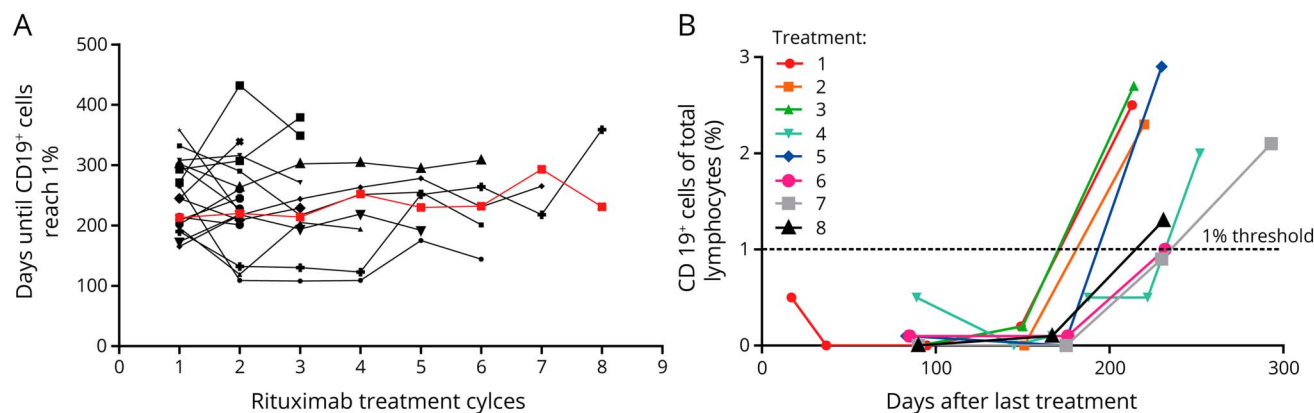 A
Days until CD19+ cells
reach 1%
500
400
300
200
100
0
0 1 2 3 4 5 6 7 8 9
Rituximab treatment cylces
B
Treatment:
1
2
3
4
5
6
7
8
CD 19+ cells of total
lymphocytes (%)
3
2
1
0
1% threshold
0 100 200 300
Days after last treatment